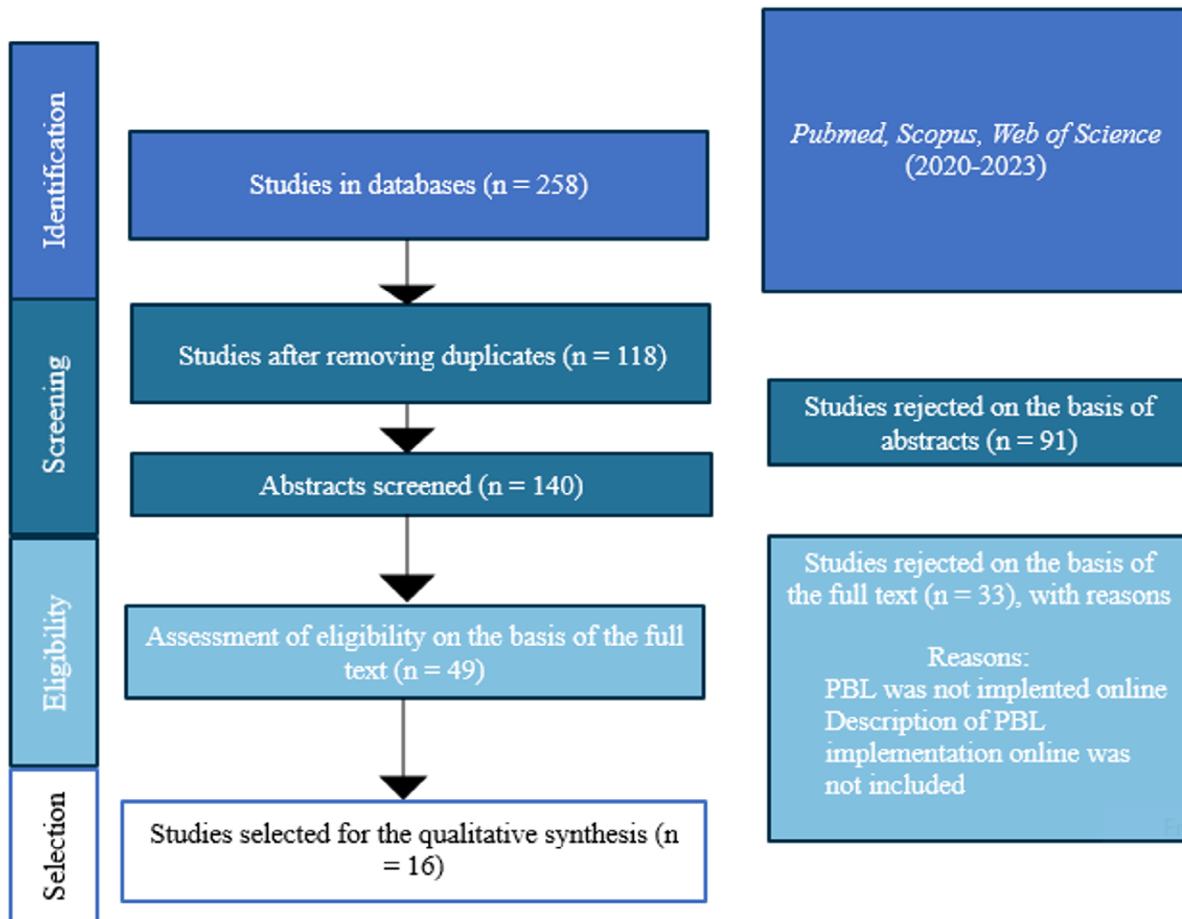 Identification
Studies in databases (n = 258)
Pubmed, Scopus, Web of Science
(2020-2023)
Screening
Studies after removing duplicates (n = 118)
Abstracts screened (n = 140)
Studies rejected on the basis of
abstracts (n = 91)
Eligibility
Assessment of eligibility on the basis of the full
text (n = 49)
Studies rejected on the basis of
the full text (n = 33), with reasons
Reasons:
PBL was not implented online
Description of PBL
implementation online was
not included
Selection
Studies selected for the qualitative synthesis (n
= 16)